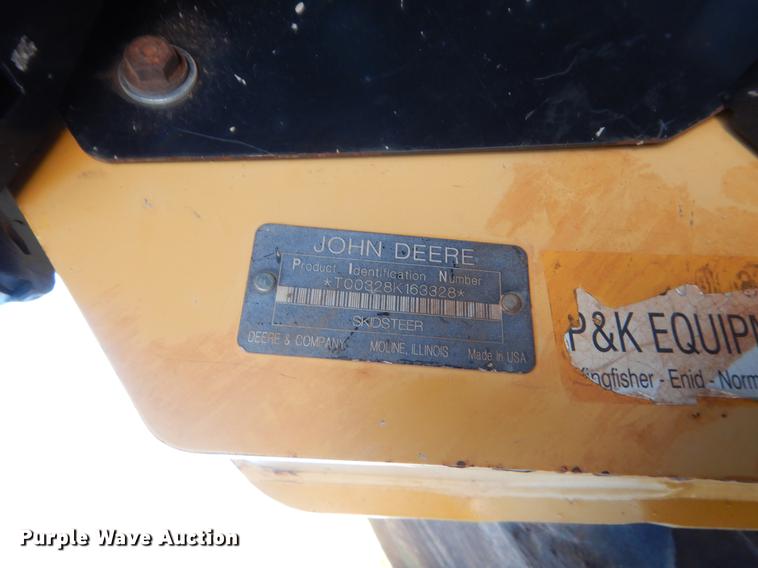 JOHN DEERE
Product Identification Number
*T00328K163328*
SKIDSTEER
DEERE & COMPANY MOLINE, ILLINOIS Made in USA
P&K EQUIPM
Kingfisher - Enid - Norm
Purple Wave Auction